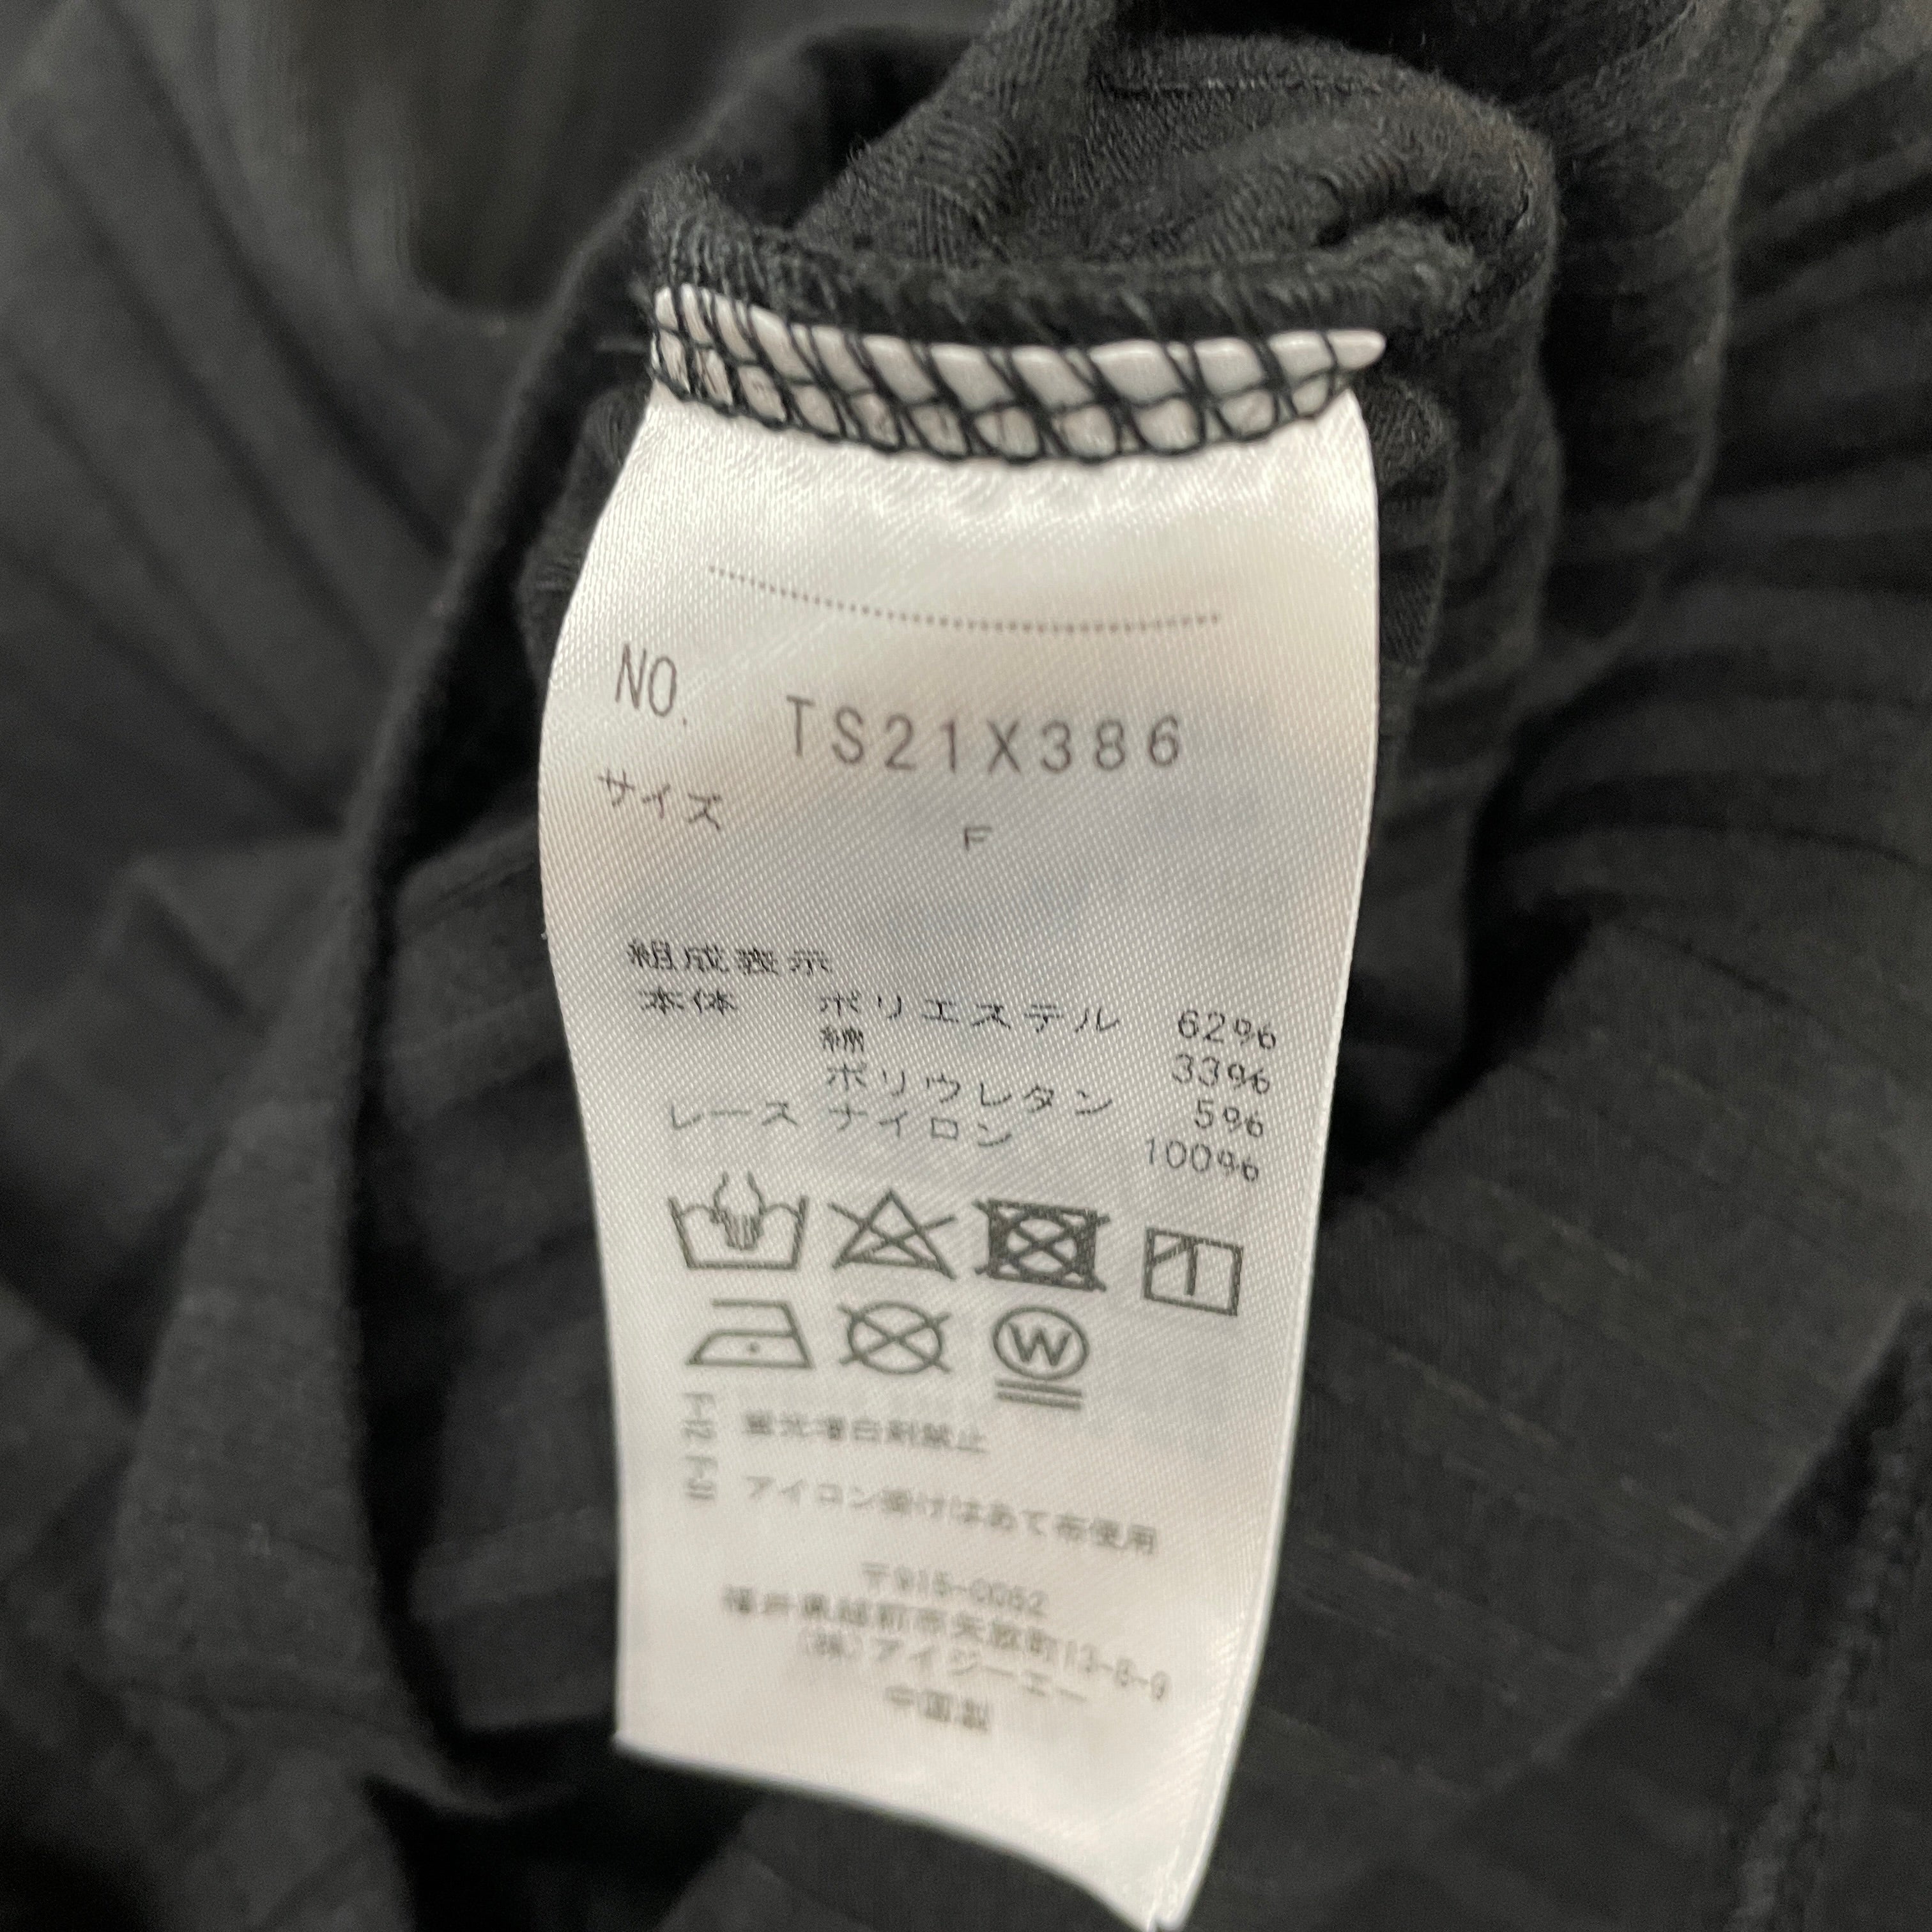 NO. TS21X386
サイズ F
組成表示
本体 ポリエステル 62%
綿 33%
ポリウレタン 5%
レース ナイロン 100%
W
蛍光増白剤禁止
アイロン掛けはあて布使用
〒915-0052
福井県越前市矢放町13-8-9
(株)アイジーエー
中国製